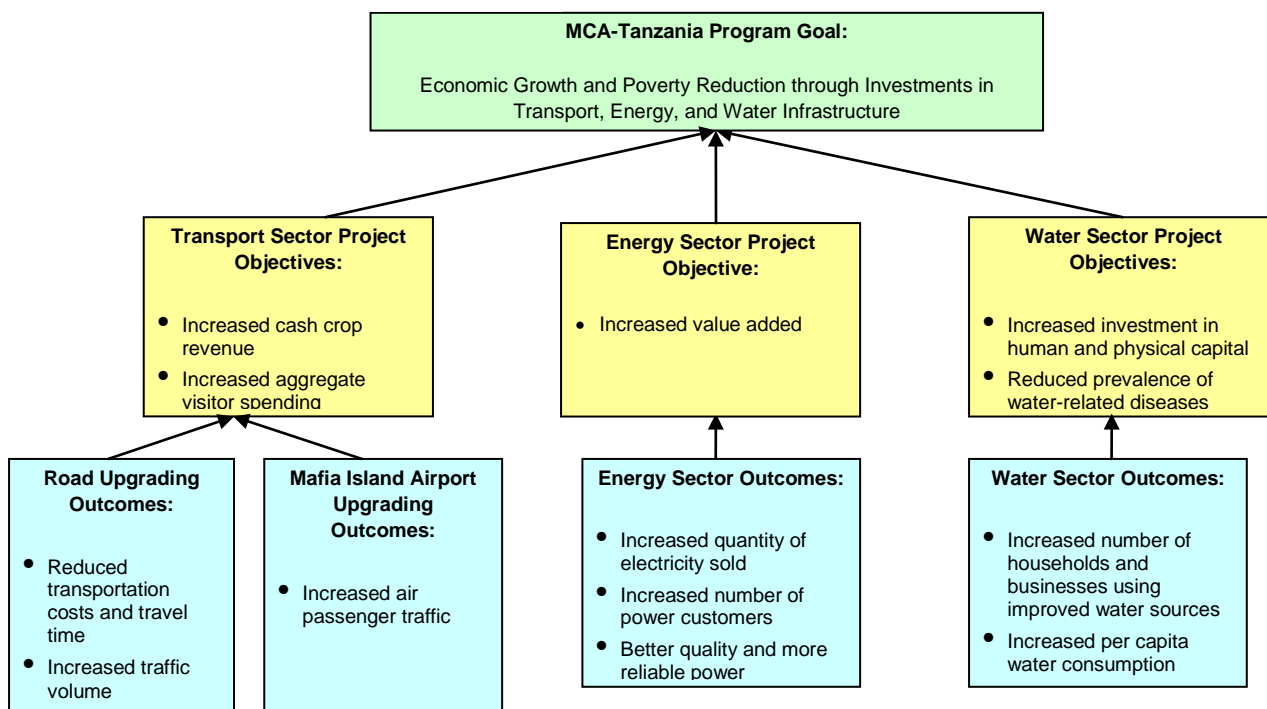 MCA-Tanzania Program Goal:
Economic Growth and Poverty Reduction through Investments in
Transport, Energy, and Water Infrastructure
Transport Sector Project
Objectives:
• Increased cash crop
revenue
• Increased aggregate
visitor spending
Energy Sector Project
Objective:
• Increased value added
Water Sector Project
Objectives:
• Increased investment in
human and physical capital
• Reduced prevalence of
water-related diseases
Road Upgrading
Outcomes:
• Reduced
transportation
costs and travel
time
• Increased traffic
volume
Mafia Island Airport
Upgrading
Outcomes:
• Increased air
passenger traffic
Energy Sector Outcomes:
• Increased quantity of
electricity sold
• Increased number of
power customers
• Better quality and more
reliable power
Water Sector Outcomes:
• Increased number of
households and
businesses using
improved water sources
• Increased per capita
water consumption